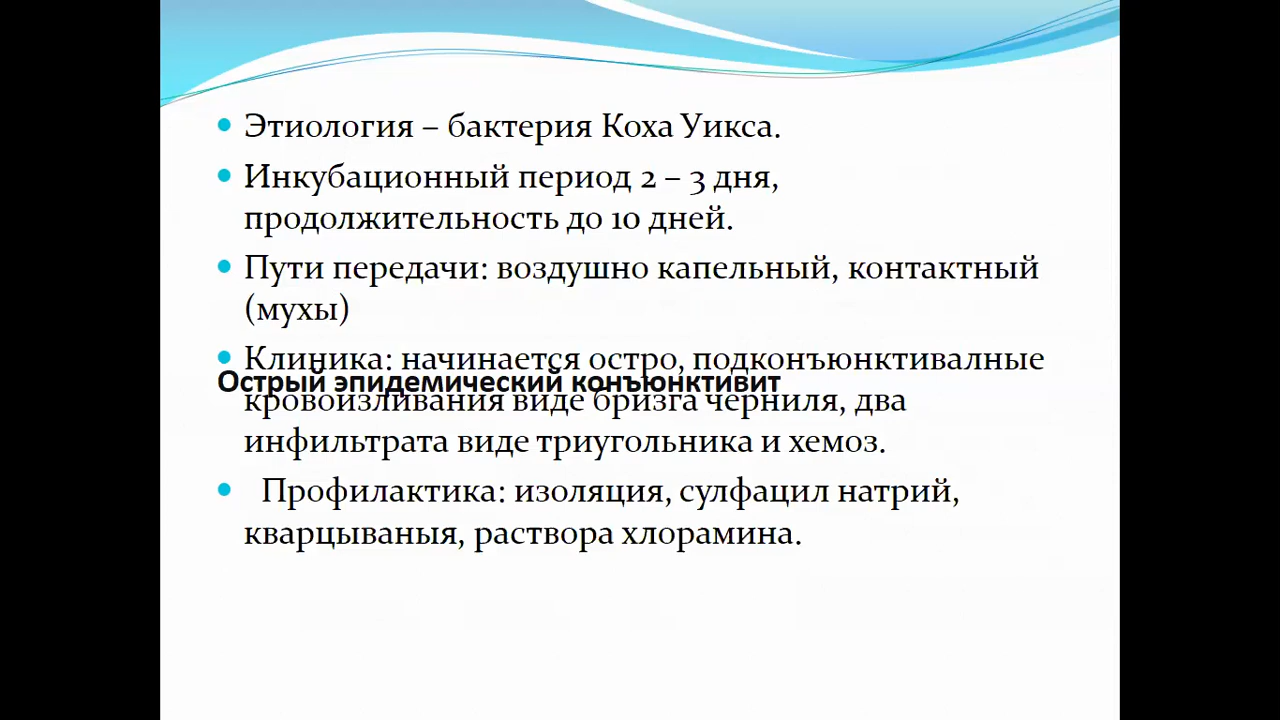 Этиология – бактерия Коха Уикса.
Инкубационный период 2 – 3 дня,
продолжительность до 10 дней.
Пути передачи: воздушно капельный, контактный
(мухы)
Клиника: начинается остро, подконъюнктивалные
Острый эпидемический конъюнктивит
кровоизливания виде бризга черниля, два
инфильтрата виде триугольника и хемоз.
Профилактика: изоляция, сулфацил натрий,
кварцываныя, раствора хлорамина.